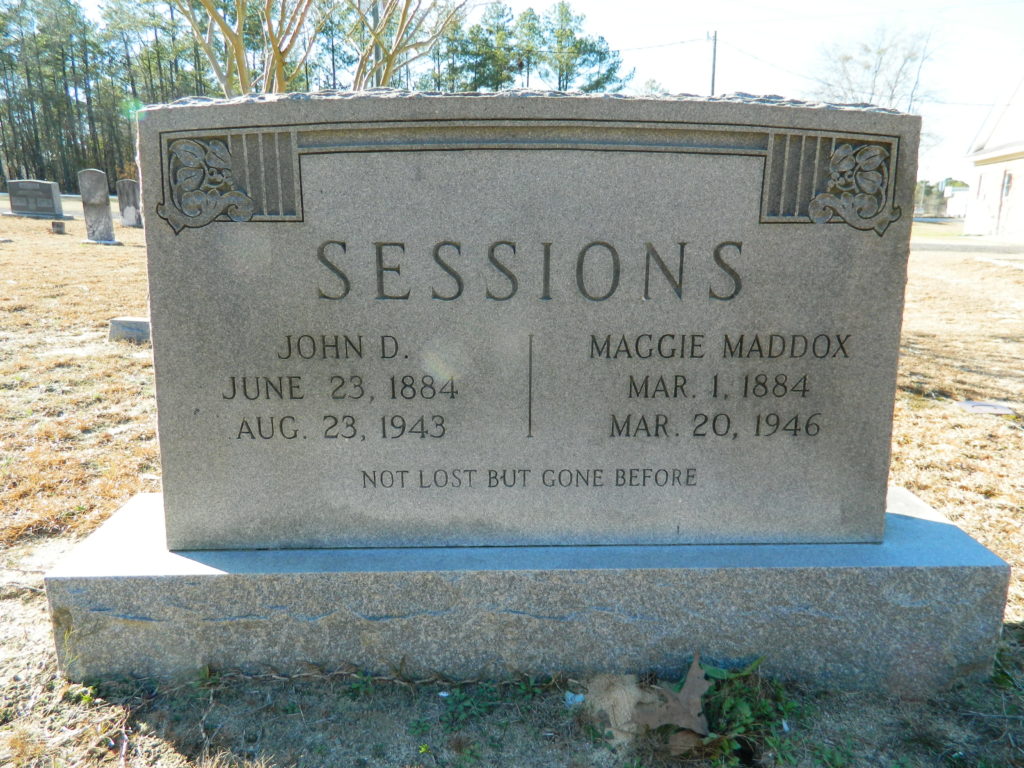 SESSIONS
JOHN D.
JUNE 23, 1884
AUG. 23, 1943
MAGGIE MADDOX
MAR. 1, 1884
MAR. 20, 1946
NOT LOST BUT GONE BEFORE